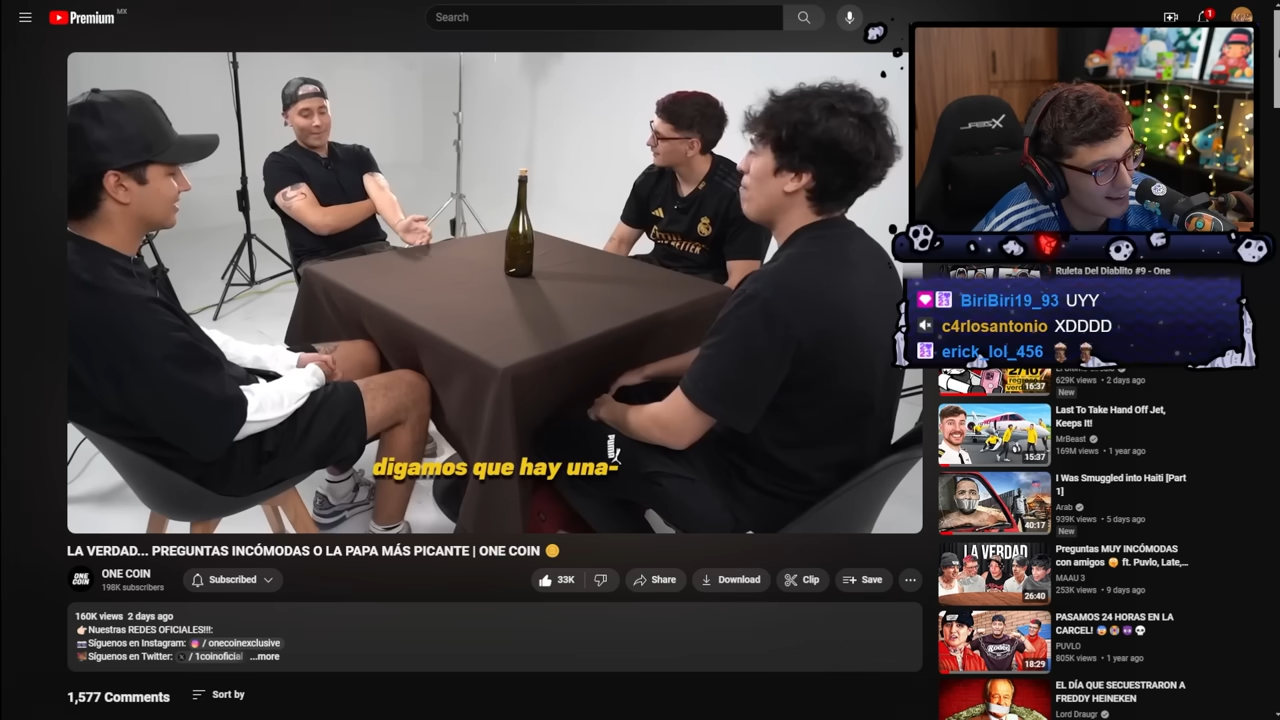 Premium MX
Search
1
digamos que hay una-
LA VERDAD... PREGUNTAS INCÓMODAS O LA PAPA MÁS PICANTE | ONE COIN
ONE COIN
ONE COIN
198K subscribers
Subscribed
33K
Share
Download
Clip
Save
160K views 2 days ago
Nuestras REDES OFICIALES!!!:
Síguenos en Instagram: / onecoinexclusive
Síguenos en Twitter: / 1coinoficial ...more
1,577 Comments
Sort by
Ruleta Del Diablito #9 - One
BiriBiri19_93 UYY
c4rlosantonio XDDDD
erick_lol_456
16:37
629K views • 2 days ago
New
15:37
Last To Take Hand Off Jet,
Keeps It!
MrBeast
169M views • 1 year ago
40:17
I Was Smuggled into Haiti [Part
1]
Arab
939K views • 5 days ago
New
LA VERDAD
26:40
Preguntas MUY INCÓMODAS
con amigos ft. Puvlo, Late,...
MAAU 3
253K views • 9 days ago
18:29
PASAMOS 24 HORAS EN LA
CARCEL!
PUVLO
805K views • 1 year ago
EL DÍA QUE SECUESTRARON A
FREDDY HEINEKEN
Lord Draugr